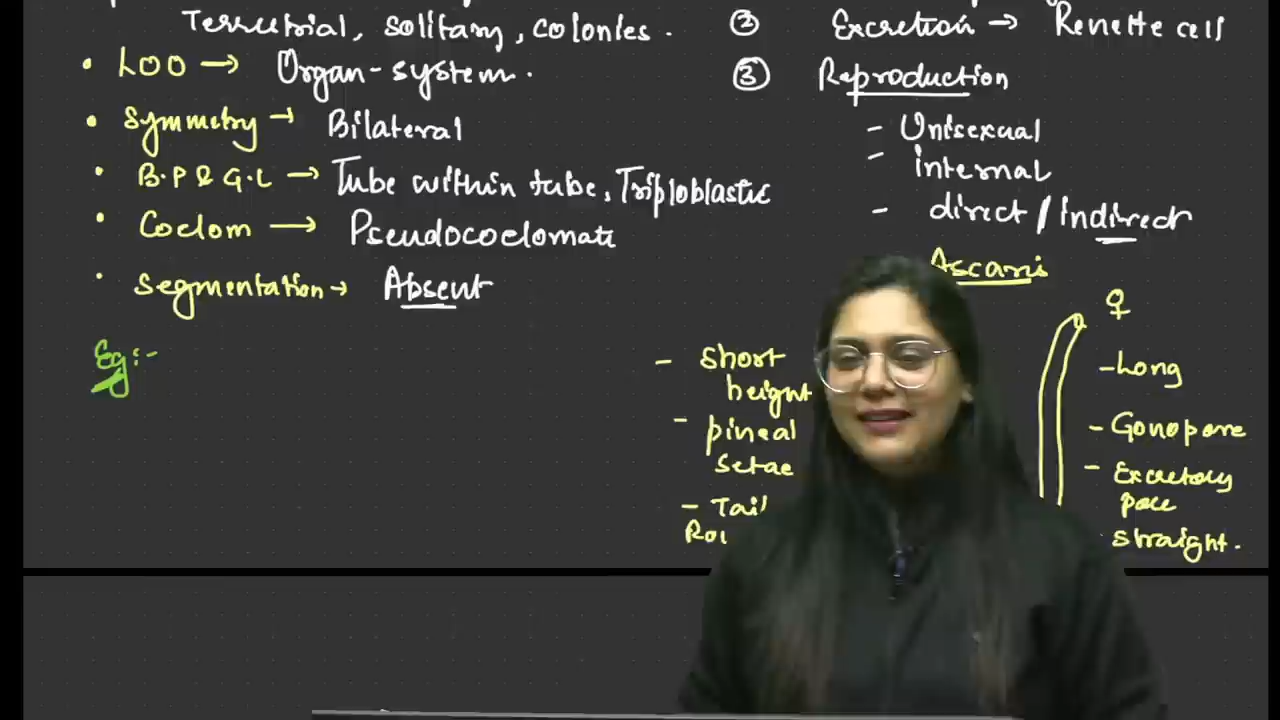 Terrestrial, solitary, colonies.
• LOO → Organ-system.
• Symmetry → Bilateral
• B.P & G.L → Tube within tube, Triploblastic
• Coelom → Pseudocoelomate
• Segmentation → Absent
Eg:-
② Excretion → Renette cell
③ Reproduction
- Unisexual
- internal
- direct / indirect
Ascaris
- short
height
- pineal
setae
- Tail
♀
- Long
- Gonopore
- Excretory
pore
straight.